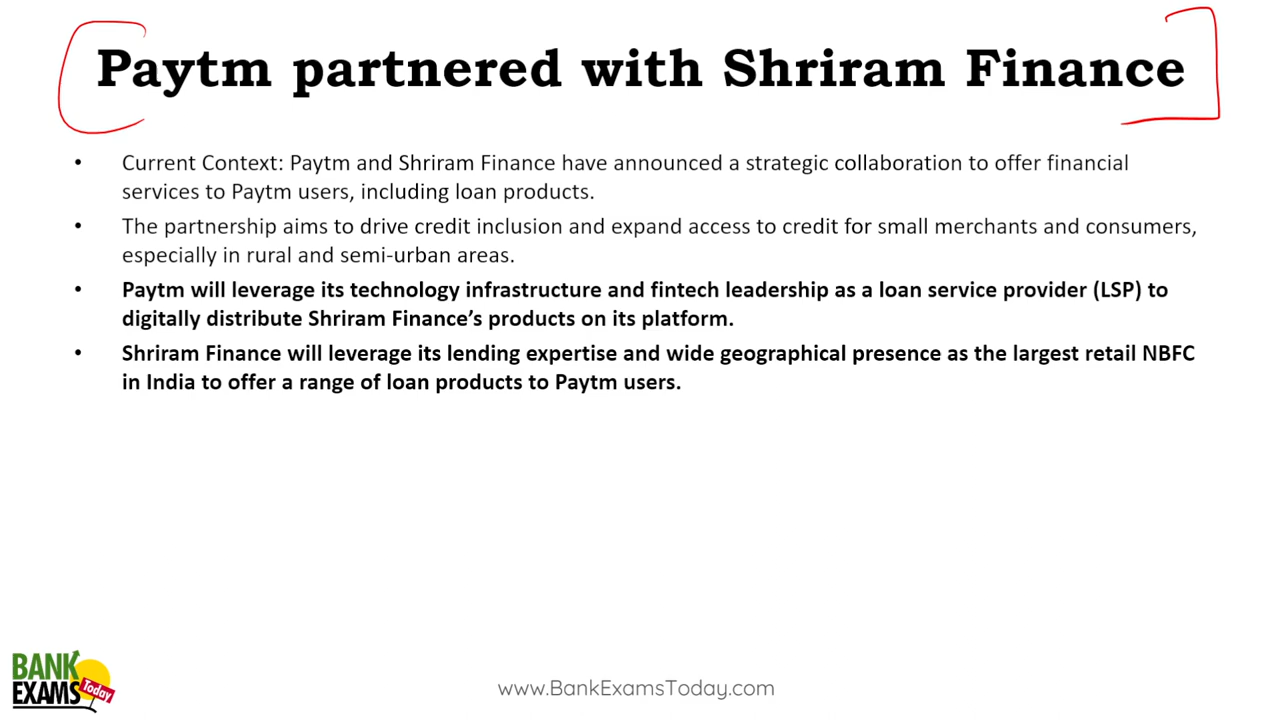 Paytm partnered with Shriram Finance
• Current Context: Paytm and Shriram Finance have announced a strategic collaboration to offer financial
services to Paytm users, including loan products.
• The partnership aims to drive credit inclusion and expand access to credit for small merchants and consumers,
especially in rural and semi-urban areas.
• Paytm will leverage its technology infrastructure and fintech leadership as a loan service provider (LSP) to
digitally distribute Shriram Finance’s products on its platform.
• Shriram Finance will leverage its lending expertise and wide geographical presence as the largest retail NBFC
in India to offer a range of loan products to Paytm users.
BANK
EXAMS
Today
www.BankExamsToday.com